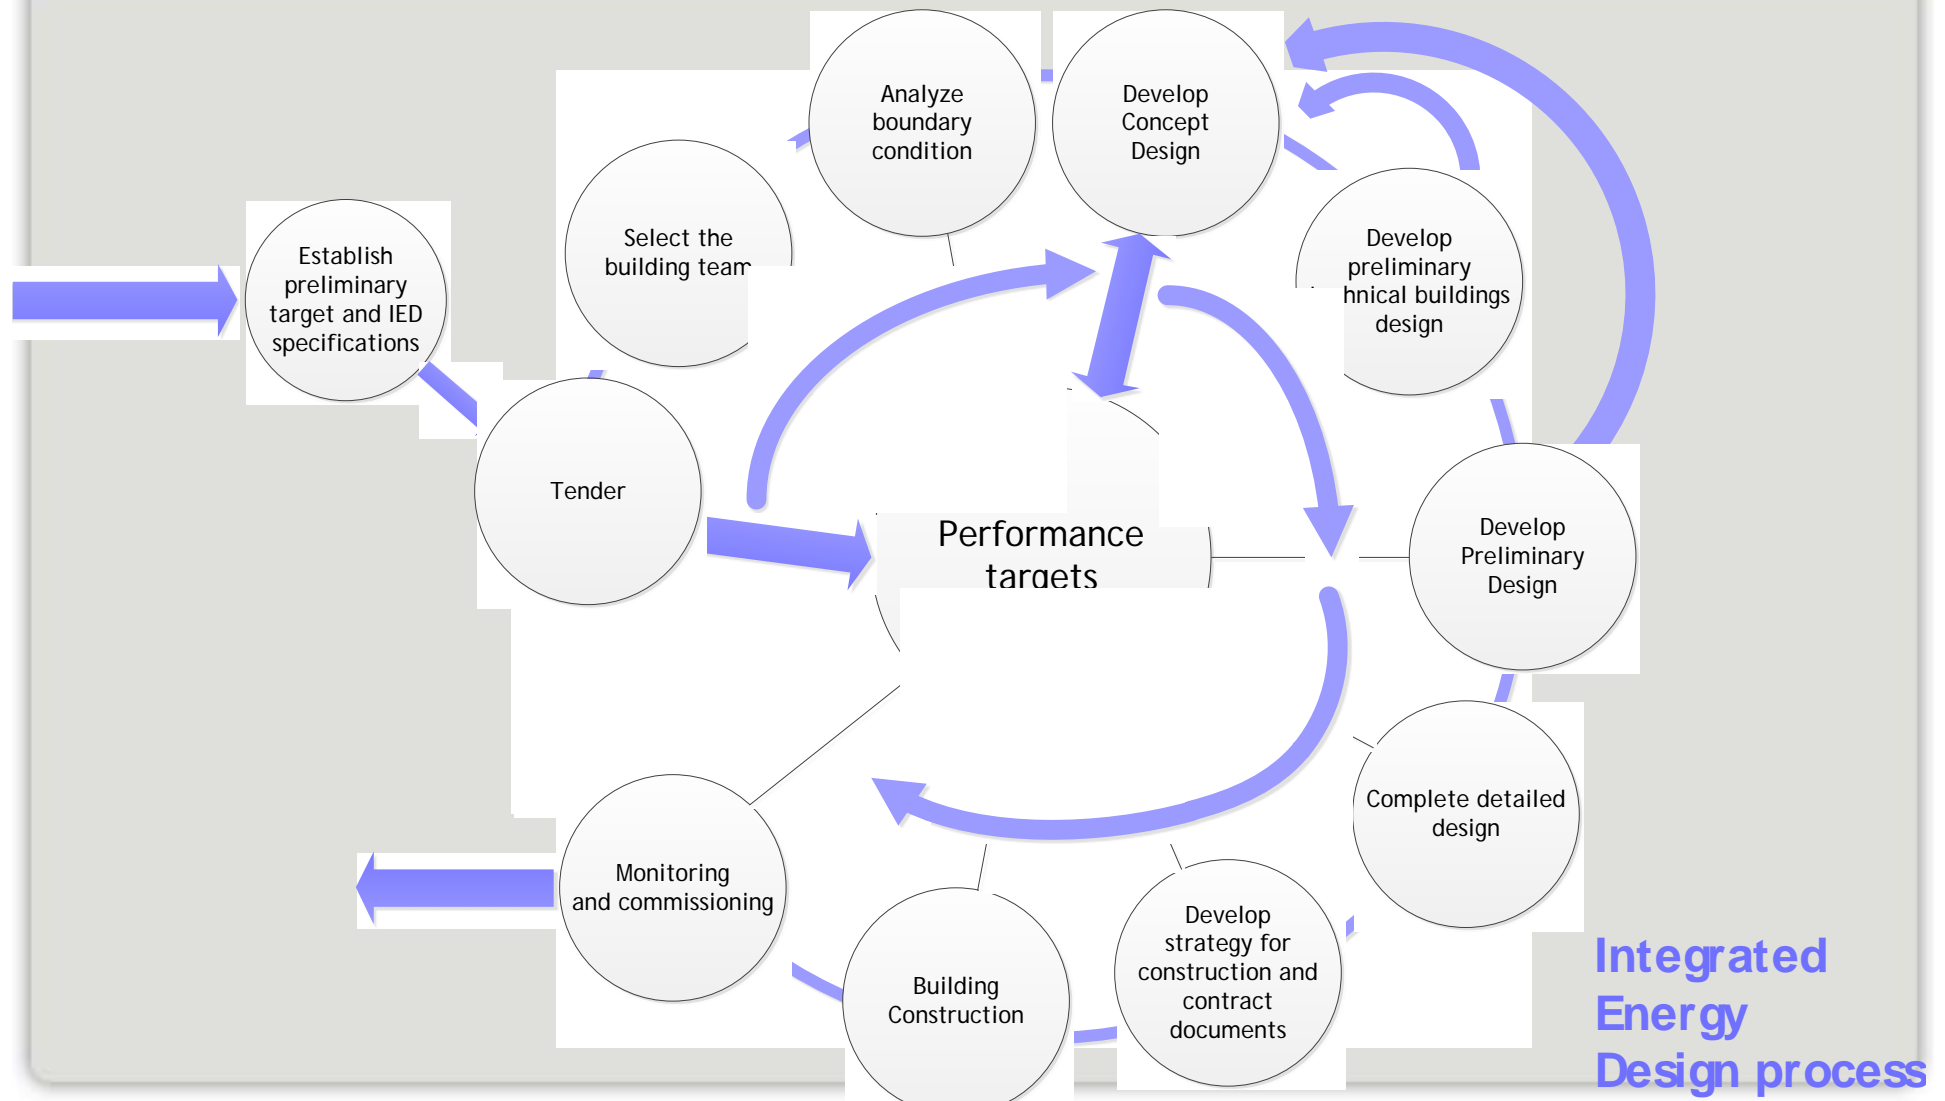 Analyze
boundary
condition
Develop
Concept
Design
Select the
building team
Establish
preliminary
target and IED
specifications
Develop
preliminary
hnical buildings
design
Tender
Performance
targets
Develop
Preliminary
Design
Complete detailed
design
Monitoring
and commissioning
Develop
strategy for
construction and
contract
documents
Building
Construction
Integrated
Energy
Design process